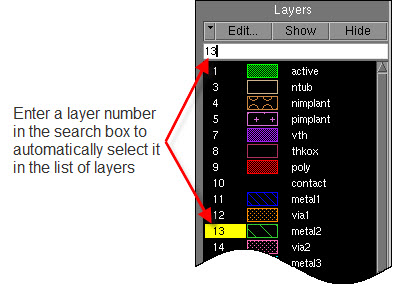 Layers
Edit... Show Hide
13
1 active
3 ntub
4 nimplant
5 pimplant
7 vth
8 thkox
9 poly
10 contact
11 metal1
12 via1
13 metal2
14 via2
metal3
Enter a layer number
in the search box to
automatically select it
in the list of layers